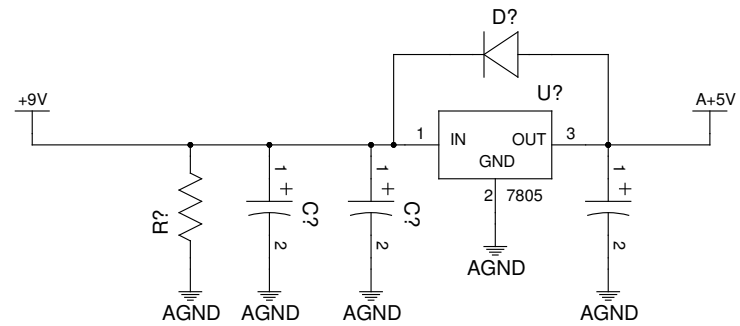 D?
+9V
U?
A+5V
1
IN
OUT
3
GND
2
7805
1
+
1
+
1
+
R?
C?
C?
2
2
2
AGND
AGND
AGND
AGND
AGND